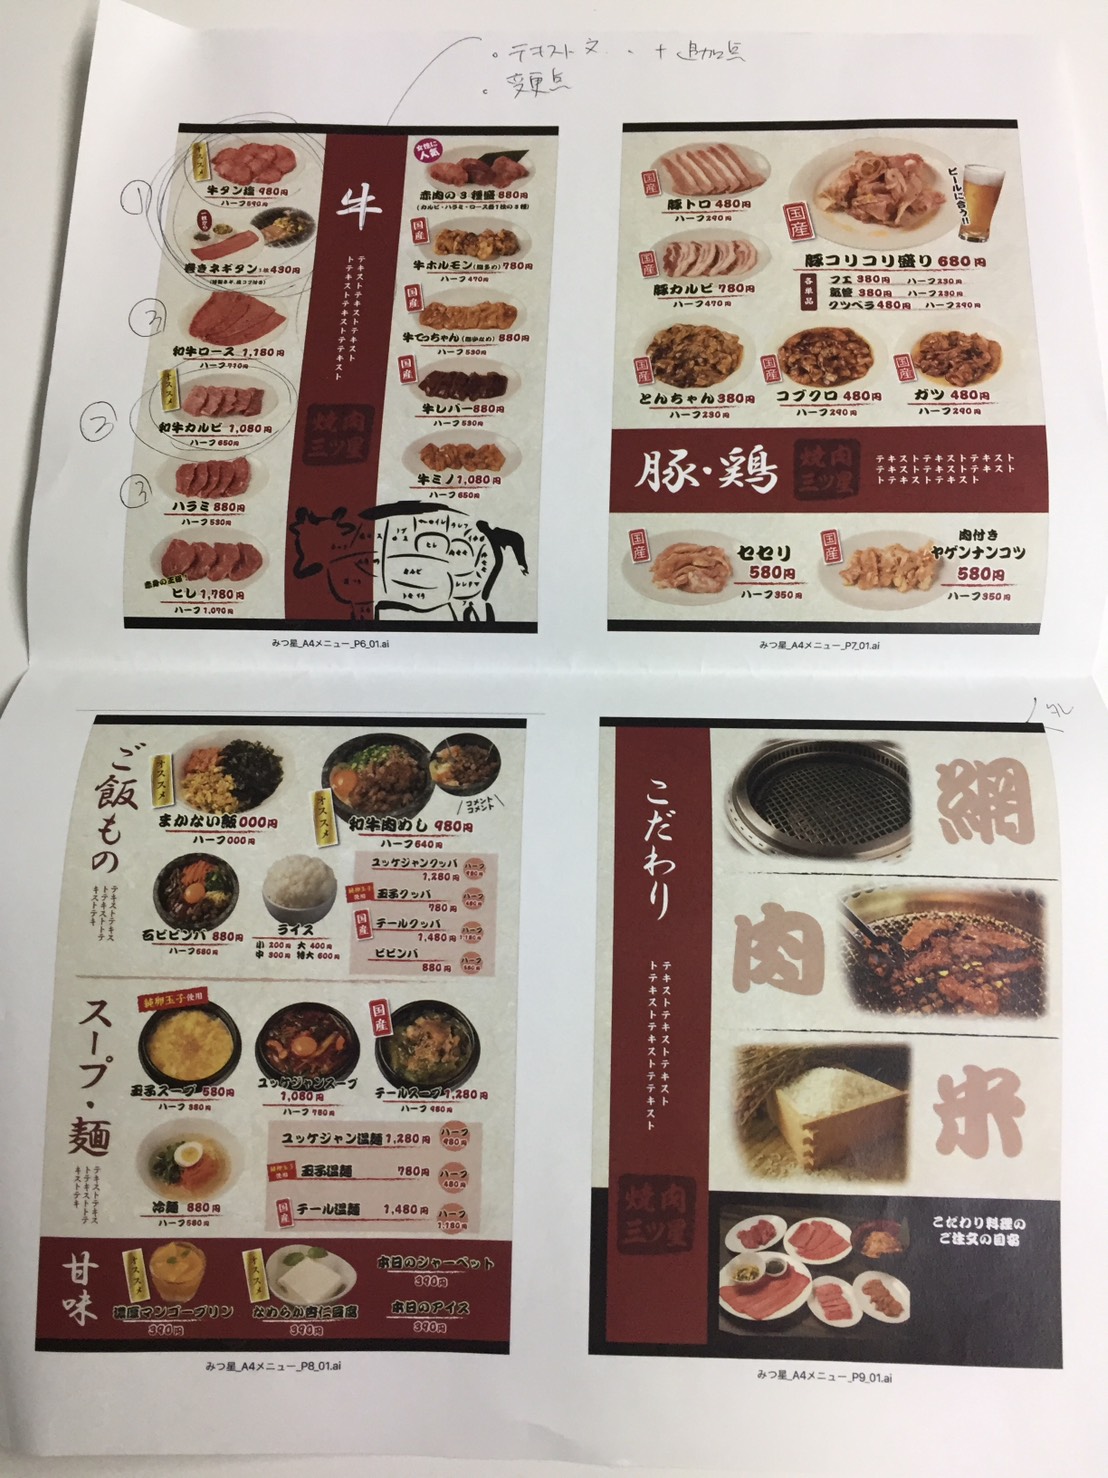 。テキスト文 + 追加点
。変更点
オススメ
牛タン塩 980円
ハーフ 590円
巻きネギタン 1枚 430円
和牛ロース 1,180円
ハーフ 710円
オススメ
和牛カルビ 1,080円
ハーフ 650円
ハラミ 880円
ハーフ 530円
赤身の王様
ヒレ 1,780円
ハーフ 1,070円
牛
テキストテキストテキスト
トテキストテキストテ
キストテテキスト
焼肉
三ツ星
女性に
人気
赤肉の3種盛 880円
(カルビ・ハラミ・ロース各1枚の3種)
国産
牛ホルモン(脂多め) 780円
ハーフ 470円
国産
牛てっちゃん(脂少なめ) 880円
ハーフ 530円
国産
牛レバー 880円
ハーフ 530円
牛ミノ 1,080円
ハーフ 650円
みつ星_A4メニュー_P6_01.ai
国産
豚トロ 480円
ハーフ 290円
国産
豚カルビ 780円
ハーフ 470円
国産
ビールに合う!!
豚コリコリ盛り 680円
各単品
フエ 380円 ハーフ 230円
気管 380円 ハーフ 230円
クツベラ 480円 ハーフ 290円
国産
とんちゃん 380円
ハーフ 230円
国産
コブクロ 480円
ハーフ 290円
国産
ガツ 480円
ハーフ 290円
豚・鶏
焼肉
三ツ星
テキストテキストテキスト
テキストテキストテキスト
トテキストテキスト
国産
セセリ
580円
ハーフ 350円
国産
肉付き
ヤゲンナンコツ
580円
ハーフ 350円
みつ星_A4メニュー_P7_01.ai
ご飯もの
テキストテキス
トテキストトテ
キストテキ
オススメ
まかない飯 000円
ハーフ 000円
オススメ
和牛肉めし 980円
ハーフ 640円
コメント
コメント
石ビビンバ 880円
ハーフ 680円
ライス
小 200円 大 400円
中 300円 特大 600円
ユッケジャンクッパ
1,280円
玉子クッパ
780円
国産
テールクッパ
1,480円
ビビンバ
880円
スープ・麺
テキストテキス
トテキストトテ
キストテキ
純卵玉子使用
玉子スープ 580円
ハーフ 380円
ユッケジャンスープ
1,080円
ハーフ 780円
国産
テールスープ 1,280円
ハーフ 980円
冷麺 880円
ハーフ 580円
ユッケジャン温麺 1,280円
ハーフ
980円
玉子温麺 780円
ハーフ
480円
国産
テール温麺 1,480円
ハーフ
1,180円
甘味
オススメ
濃厚マンゴープリン
390円
オススメ
なめらか杏仁豆腐
390円
本日のシャーベット
390円
本日のアイス
390円
みつ星_A4メニュー_P8_01.ai
こだわり
テキストテキストテキスト
トテキストテキストテキストテテキスト
焼肉
三ツ星
網
肉
米
こだわり料理の
ご注文の目安
みつ星_A4メニュー_P9_01.ai